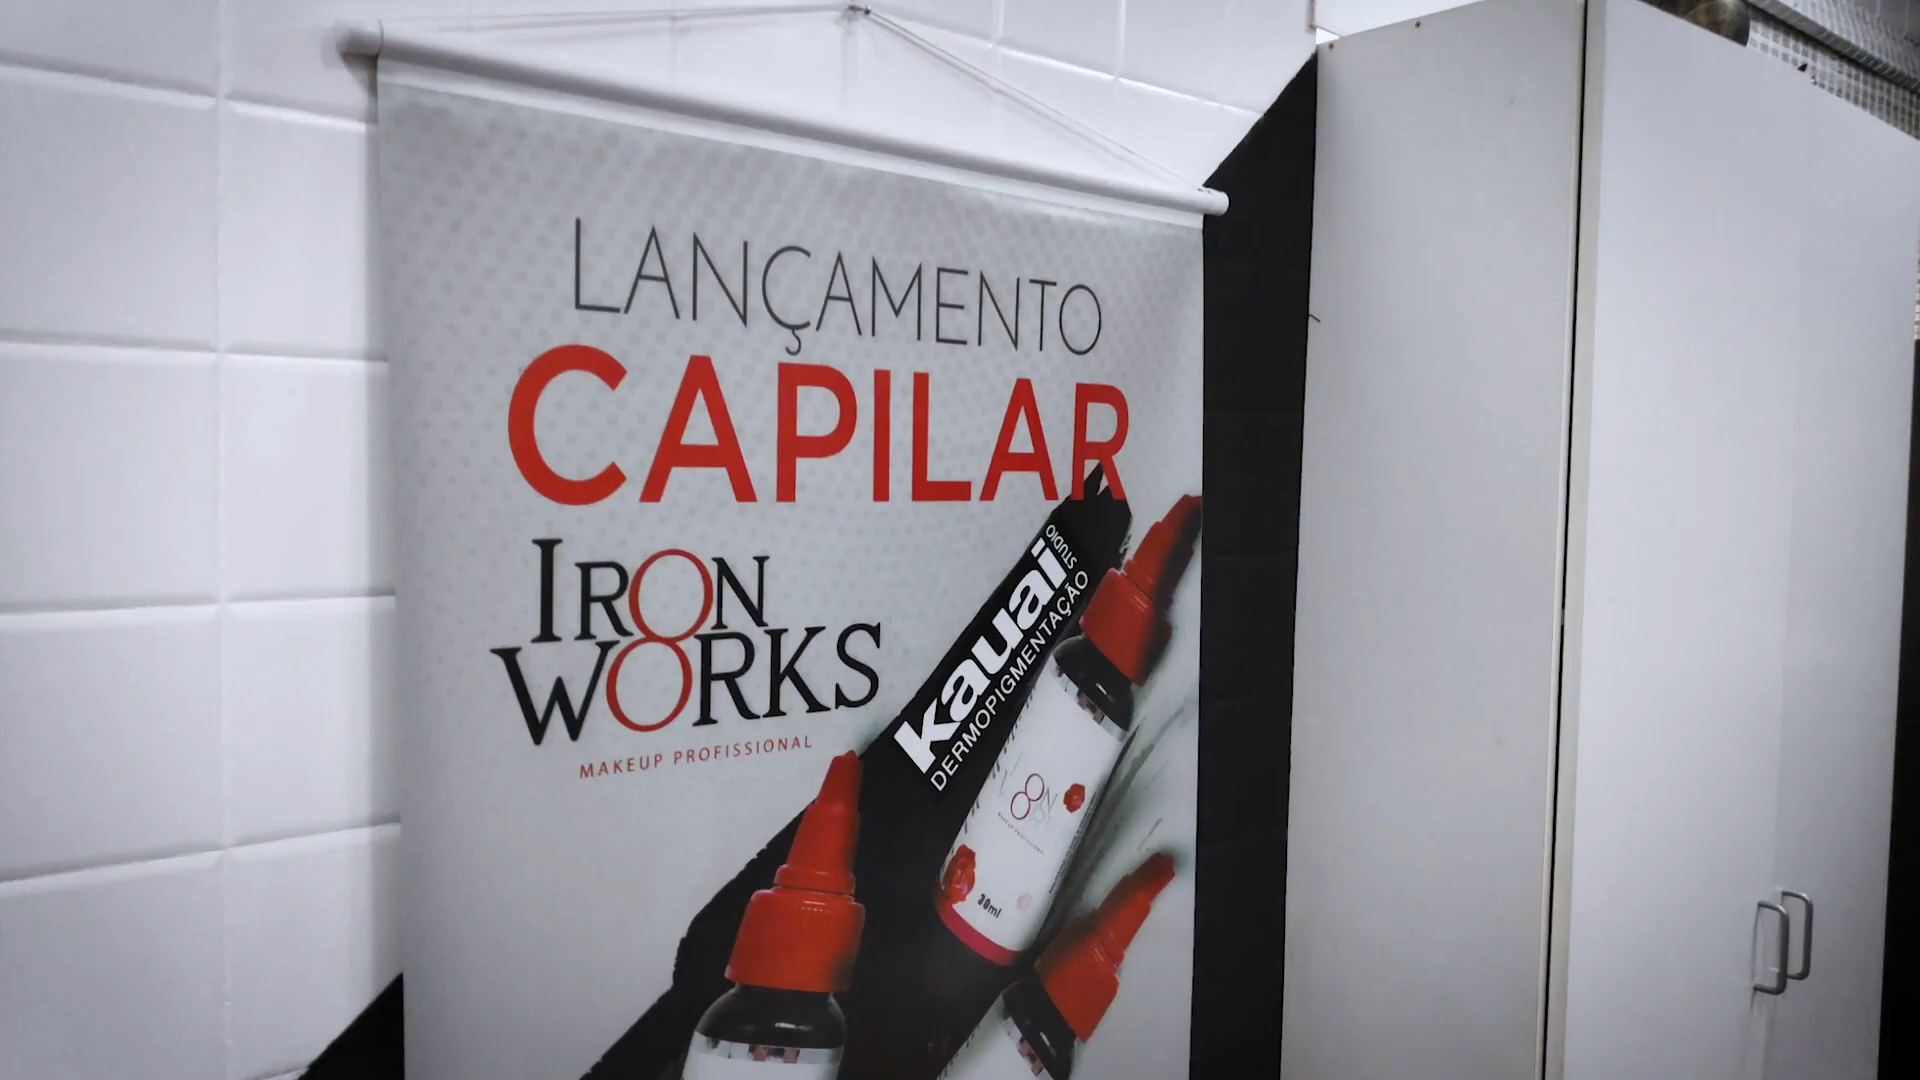 LANÇAMENTO
CAPILAR
IRON
WORKS
MAKEUP PROFISSIONAL
kauai
STUDIO
DERMOPIGMENTAÇÃO
30ml